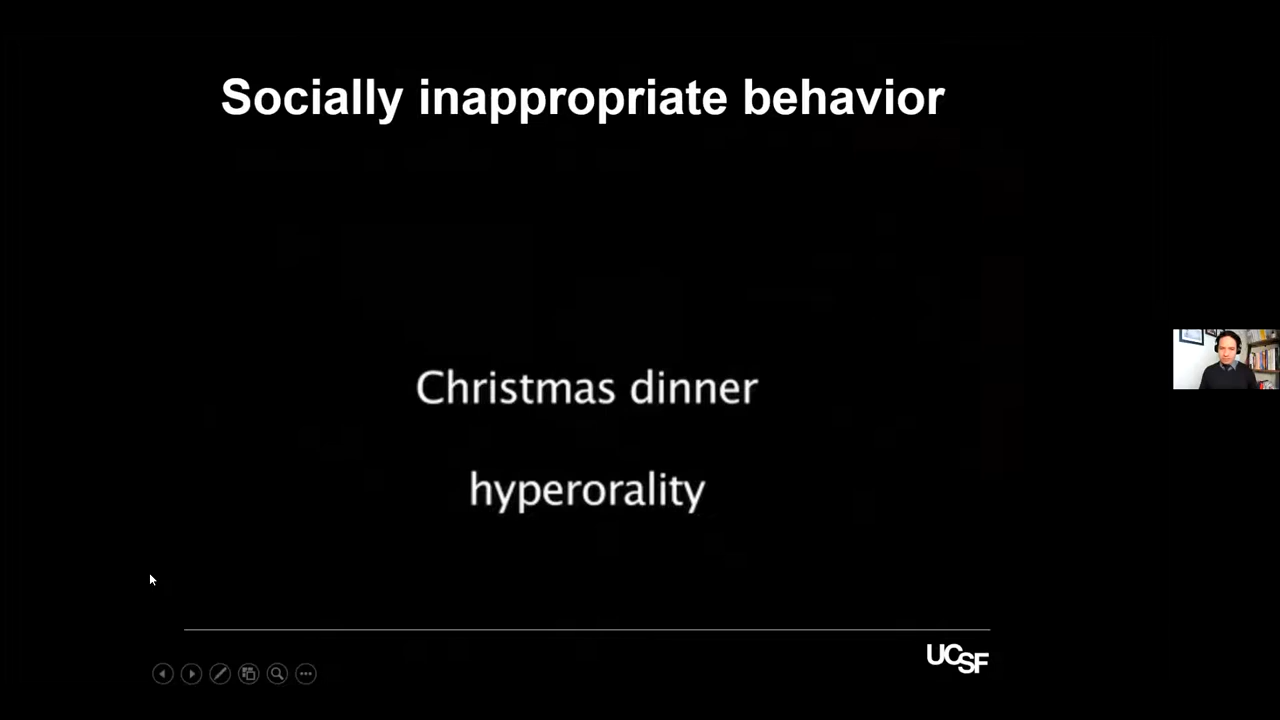 Socially inappropriate behavior
Christmas dinner
hyperorality
UCSF